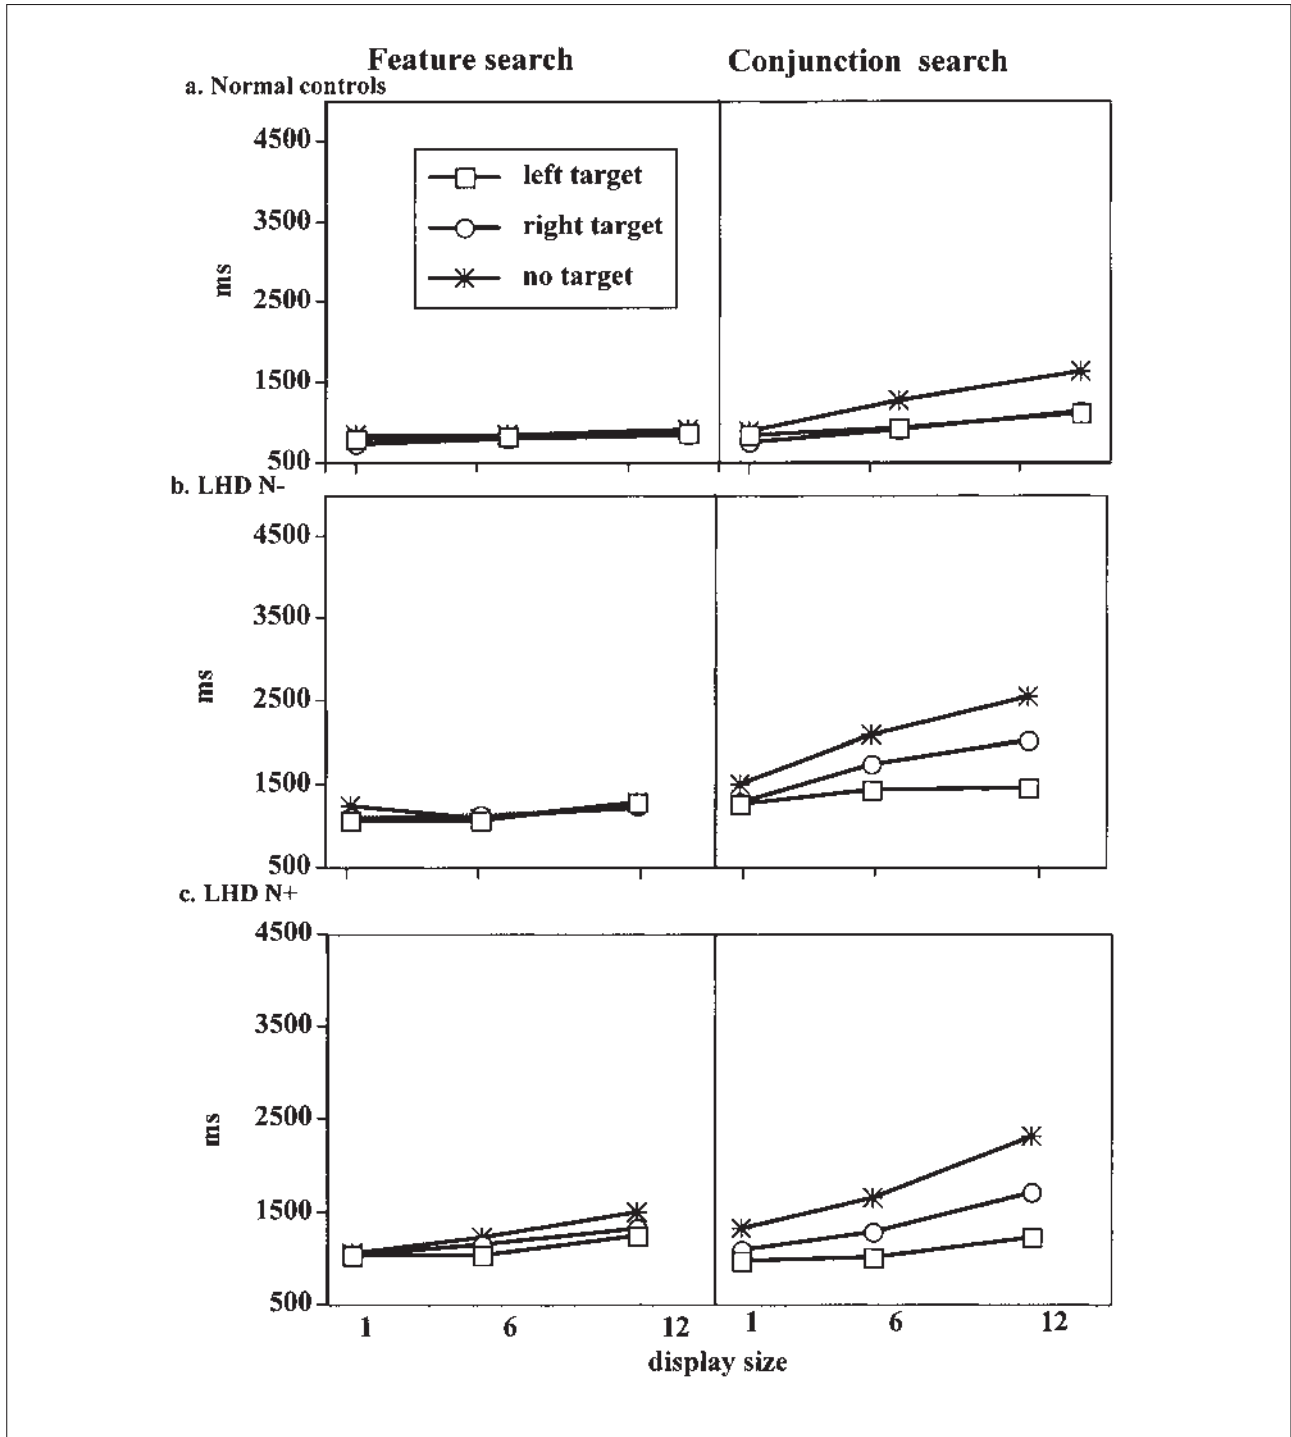 Feature search
Conjunction search
a. Normal controls
4500
3500
2500
1500
500
ms
left target
right target
no target
b. LHD N-
4500
3500
2500
1500
500
ms
c. LHD N+
4500
3500
2500
1500
500
ms
1 6 12 1 6 12
display size